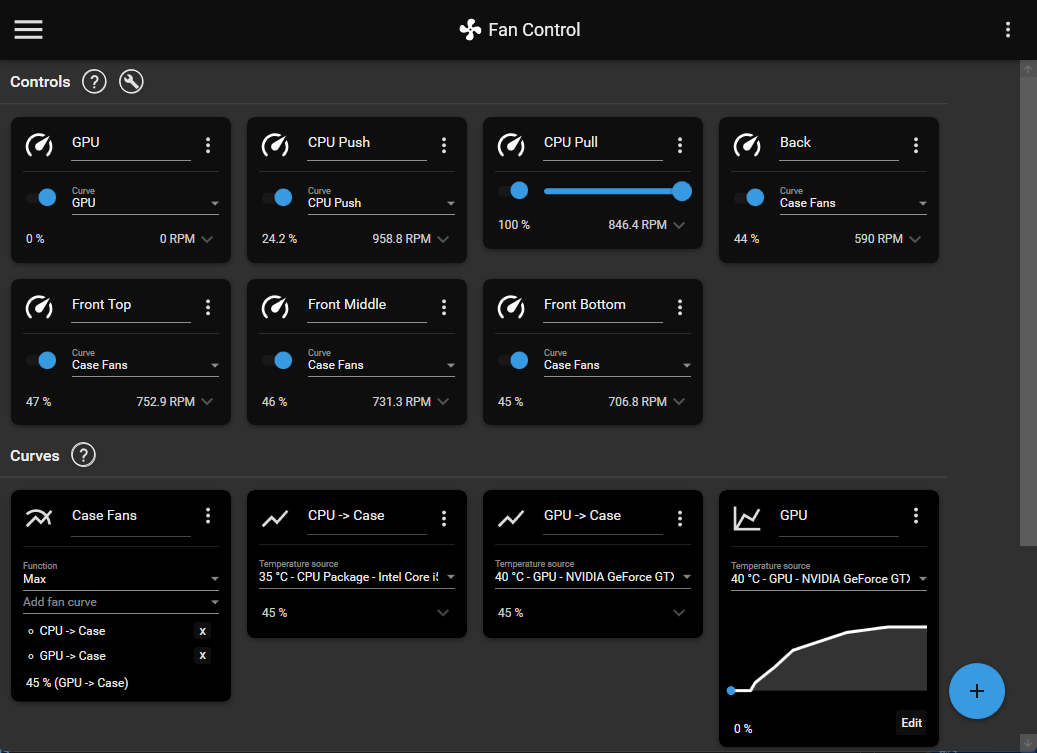 Fan Control
Controls ?
GPU
Curve
GPU
0 % 0 RPM
CPU Push
Curve
CPU Push
24.2 % 958.8 RPM
CPU Pull
100 % 846.4 RPM
Back
Curve
Case Fans
44 % 590 RPM
Front Top
Curve
Case Fans
47 % 752.9 RPM
Front Middle
Curve
Case Fans
46 % 731.3 RPM
Front Bottom
Curve
Case Fans
45 % 706.8 RPM
Curves ?
Case Fans
Function
Max
Add fan curve
CPU -> Case x
GPU -> Case x
45 % (GPU -> Case)
CPU -> Case
Temperature source
35 °C - CPU Package - Intel Core i5
45 %
GPU -> Case
Temperature source
40 °C - GPU - NVIDIA GeForce GTX
45 %
GPU
Temperature source
40 °C - GPU - NVIDIA GeForce GTX
0 %
Edit
+